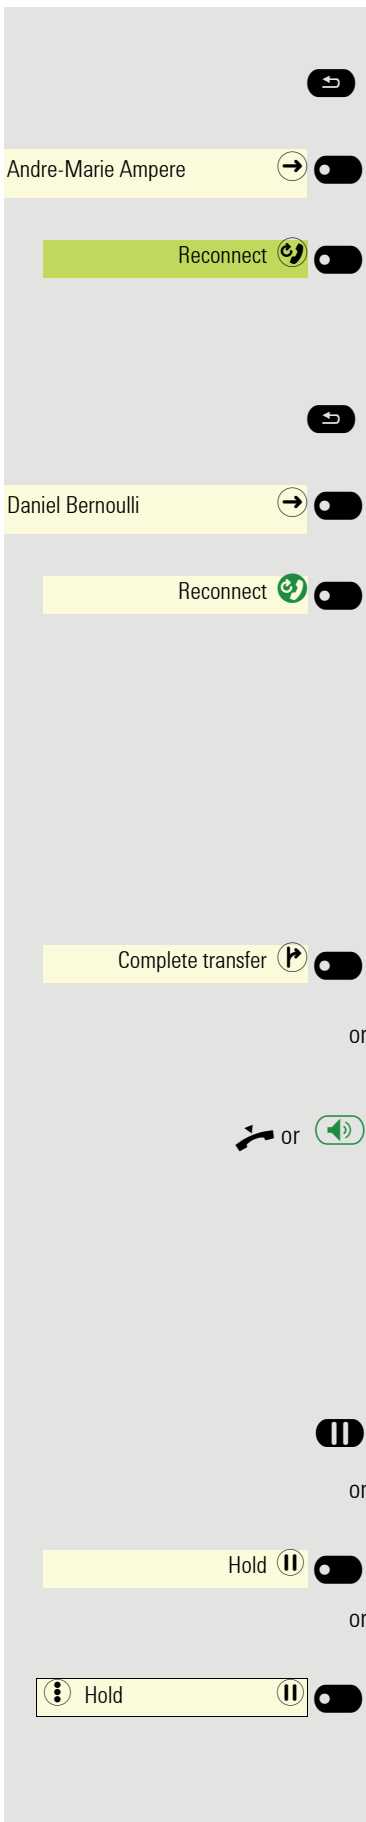 Andre-Marie Ampere
Reconnect
Daniel Bernoulli
Reconnect
Complete transfer
or
or
or
Hold
or
Hold